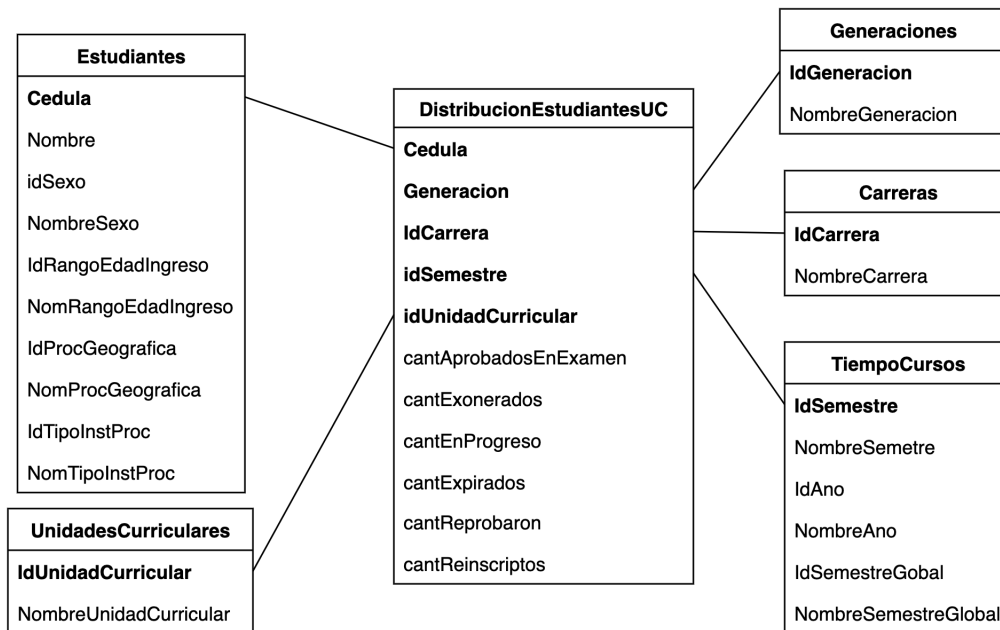 Estudiantes
Cedula
Nombre
idSexo
NombreSexo
IdRangoEdadIngreso
NomRangoEdadIngreso
IdProcGeografica
NomProcGeografica
IdTipoInstProc
NomTipoInstProc
UnidadesCurriculares
IdUnidadCurricular
NombreUnidadCurricular
DistribucionEstudiantesUC
Cedula
Generacion
IdCarrera
idSemestre
idUnidadCurricular
cantAprobadosEnExamen
cantExonerados
cantEnProgreso
cantExpirados
cantReprobaron
cantReinscriptos
Generaciones
IdGeneracion
NombreGeneracion
Carreras
IdCarrera
NombreCarrera
TiempoCursos
IdSemestre
NombreSemetre
IdAno
NombreAno
IdSemestreGobal
NombreSemestreGlobal